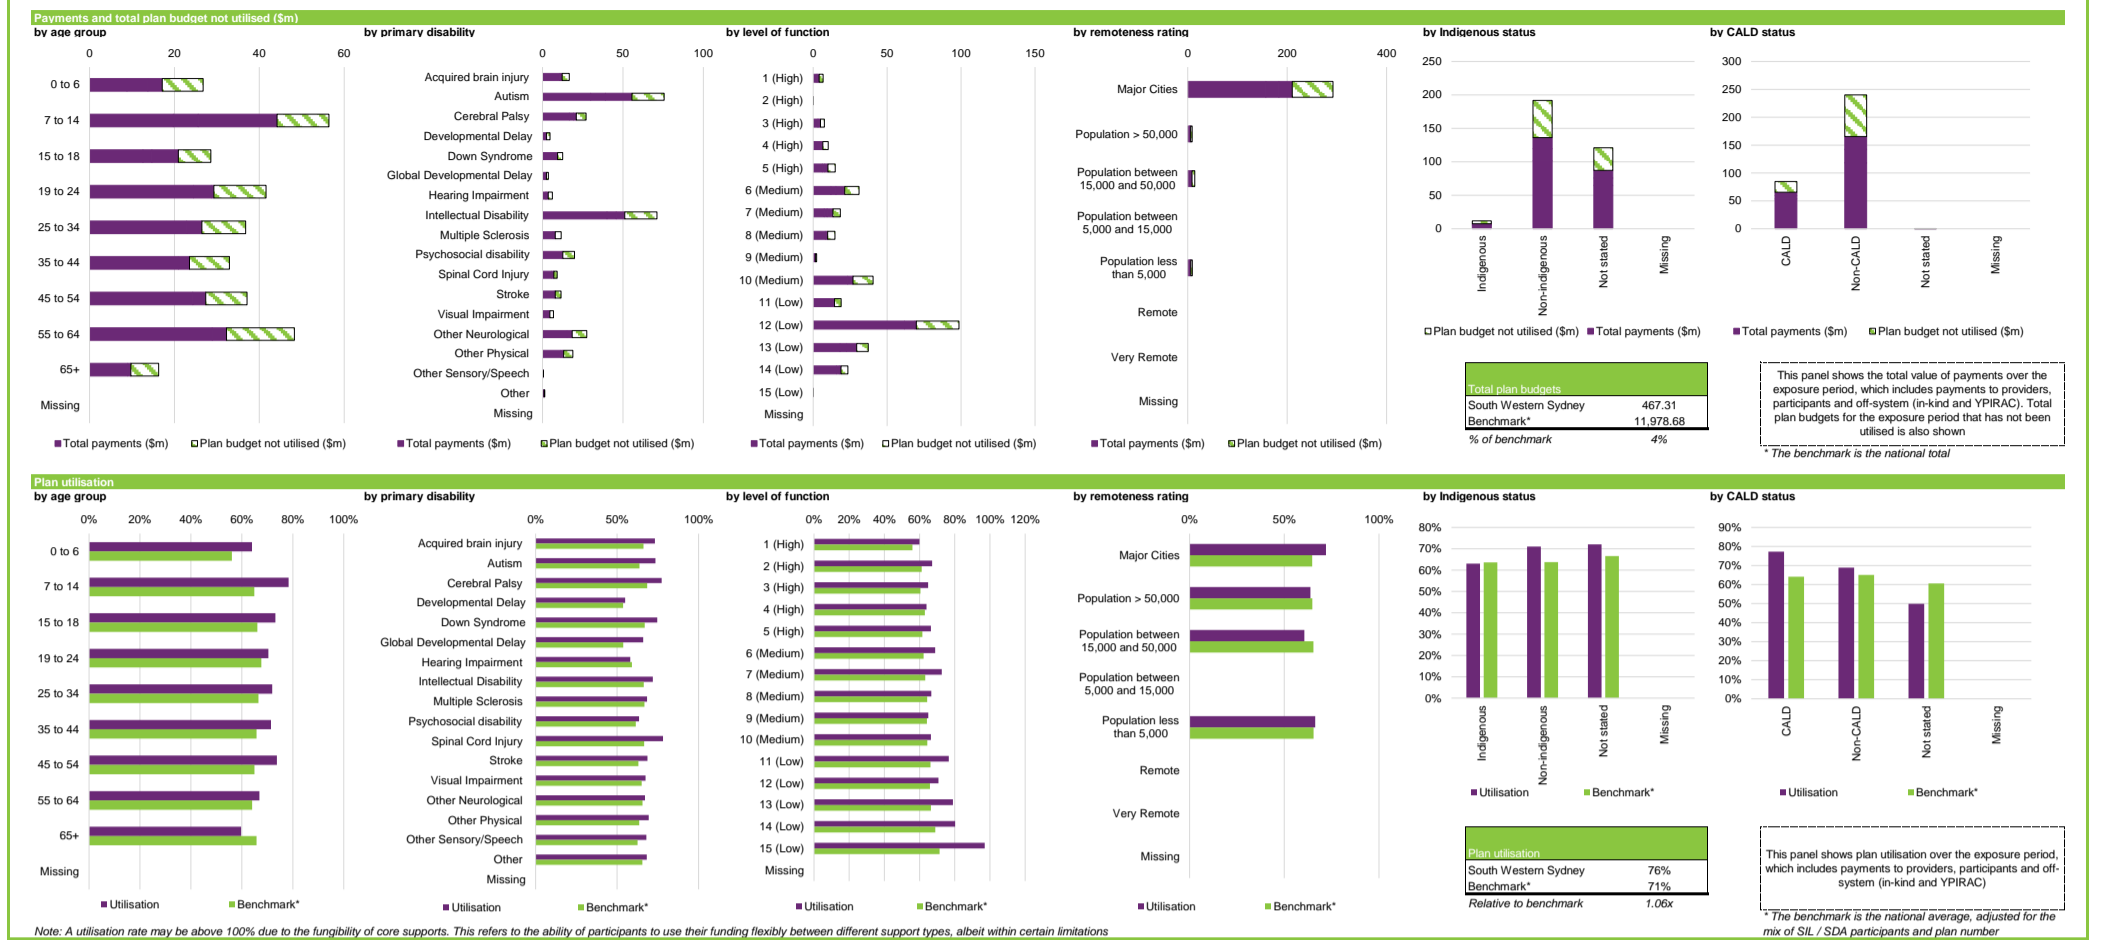 Payments and total plan budget not utilised ($m)
by age group
0 20 40 60
0 to 6
7 to 14
15 to 18
19 to 24
25 to 34
35 to 44
45 to 54
55 to 64
65+
Missing
Total payments ($m) Plan budget not utilised ($m)
by primary disability
0 50 100
Acquired brain injury
Autism
Cerebral Palsy
Developmental Delay
Down Syndrome
Global Developmental Delay
Hearing Impairment
Intellectual Disability
Multiple Sclerosis
Psychosocial disability
Spinal Cord Injury
Stroke
Visual Impairment
Other Neurological
Other Physical
Other Sensory/Speech
Other
Missing
Total payments ($m) Plan budget not utilised ($m)
by level of function
0 50 100 150
1 (High)
2 (High)
3 (High)
4 (High)
5 (High)
6 (Medium)
7 (Medium)
8 (Medium)
9 (Medium)
10 (Medium)
11 (Low)
12 (Low)
13 (Low)
14 (Low)
15 (Low)
Missing
Total payments ($m) Plan budget not utilised ($m)
by remoteness rating
0 200 400
Major Cities
Population > 50,000
Population between
15,000 and 50,000
Population between
5,000 and 15,000
Population less
than 5,000
Remote
Very Remote
Missing
Total payments ($m) Plan budget not utilised ($m)
by Indigenous status
250
200
150
100
50
0
Indigenous
Non-indigenous
Not stated
Missing
Plan budget not utilised ($m) Total payments ($m)
by CALD status
300
250
200
150
100
50
0
CALD
Non-CALD
Not stated
Missing
Total payments ($m) Plan budget not utilised ($m)
Total plan budgets
South Western Sydney 467.31
Benchmark* 11,978.68
% of benchmark 4%
This panel shows the total value of payments over the
exposure period, which includes payments to providers,
participants and off-system (in-kind and YPIRAC). Total
plan budgets for the exposure period that has not been
utilised is also shown
* The benchmark is the national total
Plan utilisation
by age group
0% 20% 40% 60% 80% 100%
0 to 6
7 to 14
15 to 18
19 to 24
25 to 34
35 to 44
45 to 54
55 to 64
65+
Missing
Utilisation Benchmark*
by primary disability
0% 50% 100%
Acquired brain injury
Autism
Cerebral Palsy
Developmental Delay
Down Syndrome
Global Developmental Delay
Hearing Impairment
Intellectual Disability
Multiple Sclerosis
Psychosocial disability
Spinal Cord Injury
Stroke
Visual Impairment
Other Neurological
Other Physical
Other Sensory/Speech
Other
Missing
Utilisation Benchmark*
by level of function
0% 20% 40% 60% 80% 100% 120%
1 (High)
2 (High)
3 (High)
4 (High)
5 (High)
6 (Medium)
7 (Medium)
8 (Medium)
9 (Medium)
10 (Medium)
11 (Low)
12 (Low)
13 (Low)
14 (Low)
15 (Low)
Missing
Utilisation Benchmark*
by remoteness rating
0% 50% 100%
Major Cities
Population > 50,000
Population between
15,000 and 50,000
Population between
5,000 and 15,000
Population less
than 5,000
Remote
Very Remote
Missing
Utilisation Benchmark*
by Indigenous status
80%
70%
60%
50%
40%
30%
20%
10%
0%
Indigenous
Non-indigenous
Not stated
Missing
Utilisation Benchmark*
by CALD status
90%
80%
70%
60%
50%
40%
30%
20%
10%
0%
CALD
Non-CALD
Not stated
Missing
Utilisation Benchmark*
Plan utilisation
South Western Sydney 76%
Benchmark* 71%
Relative to benchmark 1.06x
This panel shows plan utilisation over the exposure period,
which includes payments to providers, participants and off-
system (in-kind and YPIRAC)
* The benchmark is the national average, adjusted for the
mix of SIL / SDA participants and plan number
Note: A utilisation rate may be above 100% due to the fungibility of core supports. This refers to the ability of participants to use their funding flexibly between different support types, albeit within certain limitations